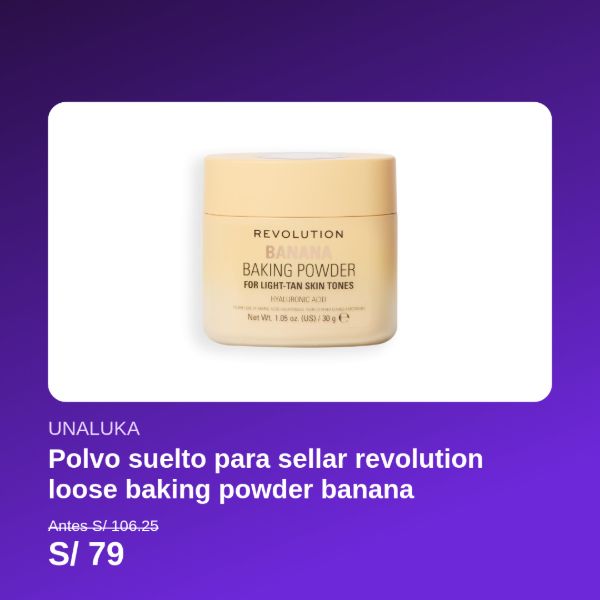 REVOLUTION
BANANA
BAKING POWDER
FOR LIGHT-TAN SKIN TONES
HYALURONIC ACID
Net Wt. 1.05 oz. (US) / 30 g ℮
UNALUKA
Polvo suelto para sellar revolution
loose baking powder banana
Antes S/ 106.25
S/ 79